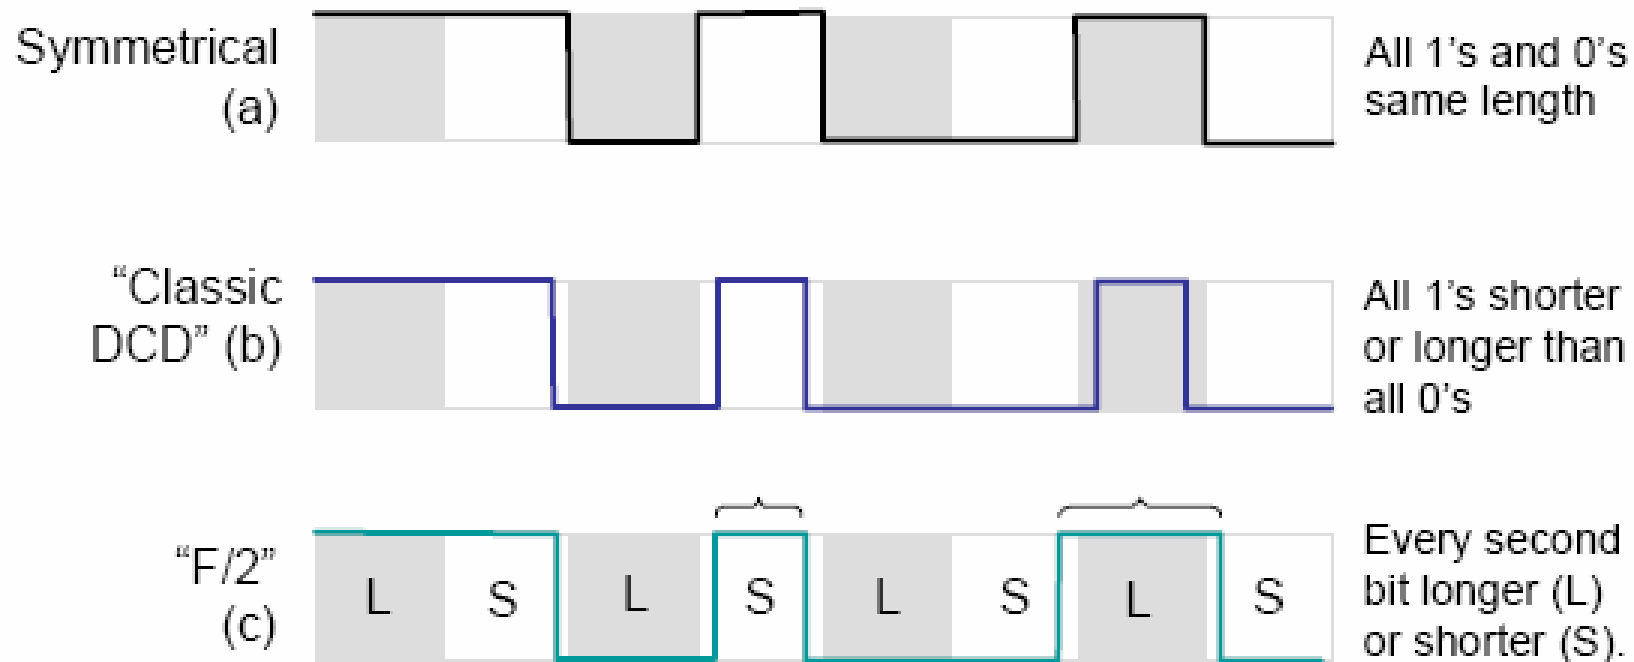 Symmetrical
(a)
All 1's and 0's
same length
“Classic
DCD” (b)
All 1's shorter
or longer than
all 0's
“F/2”
(c)
L S L S L S L S
Every second
bit longer (L)
or shorter (S).